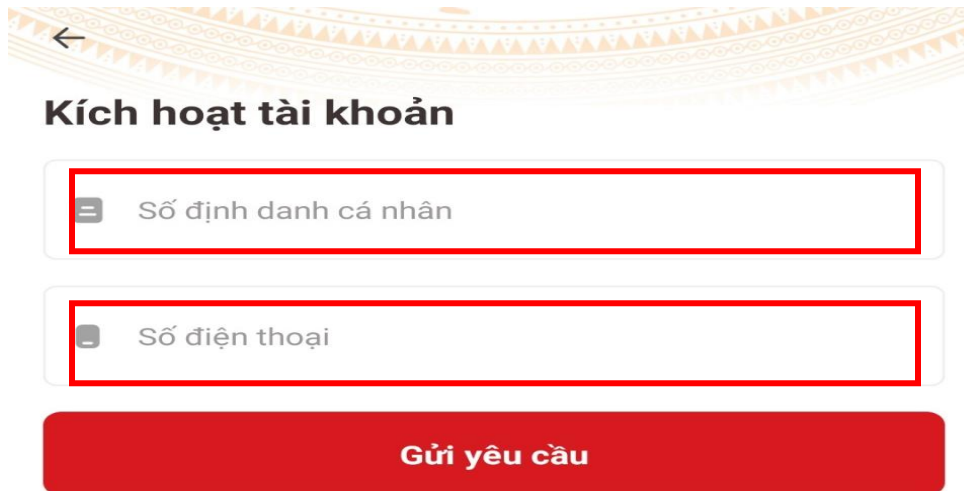 Kích hoạt tài khoản
Số định danh cá nhân
Số điện thoại
Gửi yêu cầu